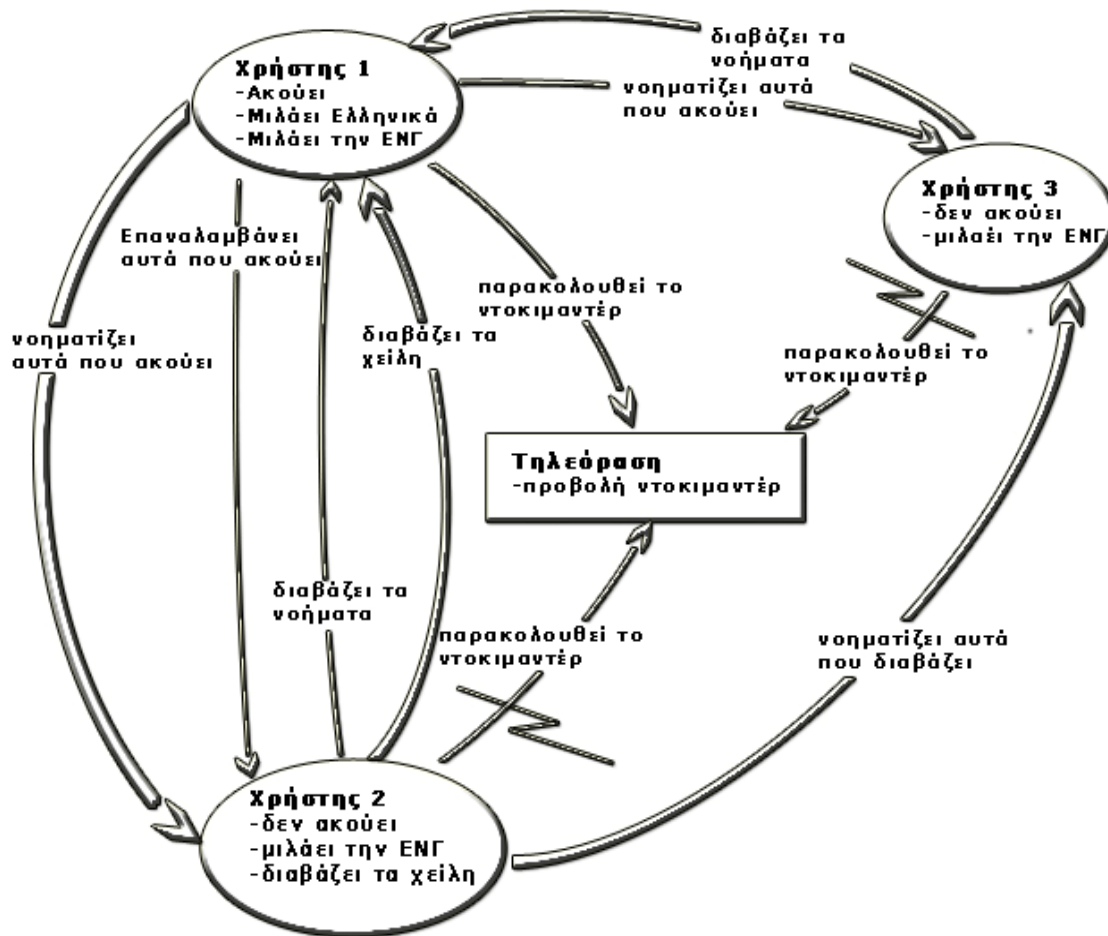 διαβάζει τα
νοήματα
νοηματίζει αυτά
που ακούει
Χρήστης 1
-Ακούει
-Μιλάει Ελληνικά
-Μιλάει την ΕΝΓ
Χρήστης 3
-δεν ακούει
-μιλαέι την ΕΝΓ
Επαναλαμβάνει
αυτά που ακούει
παρακολουθεί το
ντοκιμαντέρ
νοηματίζει
αυτά που ακούει
διαβάζει τα
χείλη
παρακολουθεί το
ντοκιμαντέρ
Τηλεόραση
-προβολή ντοκιμαντέρ
διαβάζει τα
νοήματα
παρακολουθεί το
ντοκιμαντέρ
νοηματίζει αυτά
που διαβάζει
Χρήστης 2
-δεν ακούει
-μιλάει την ΕΝΓ
-διαβάζει τα χείλη